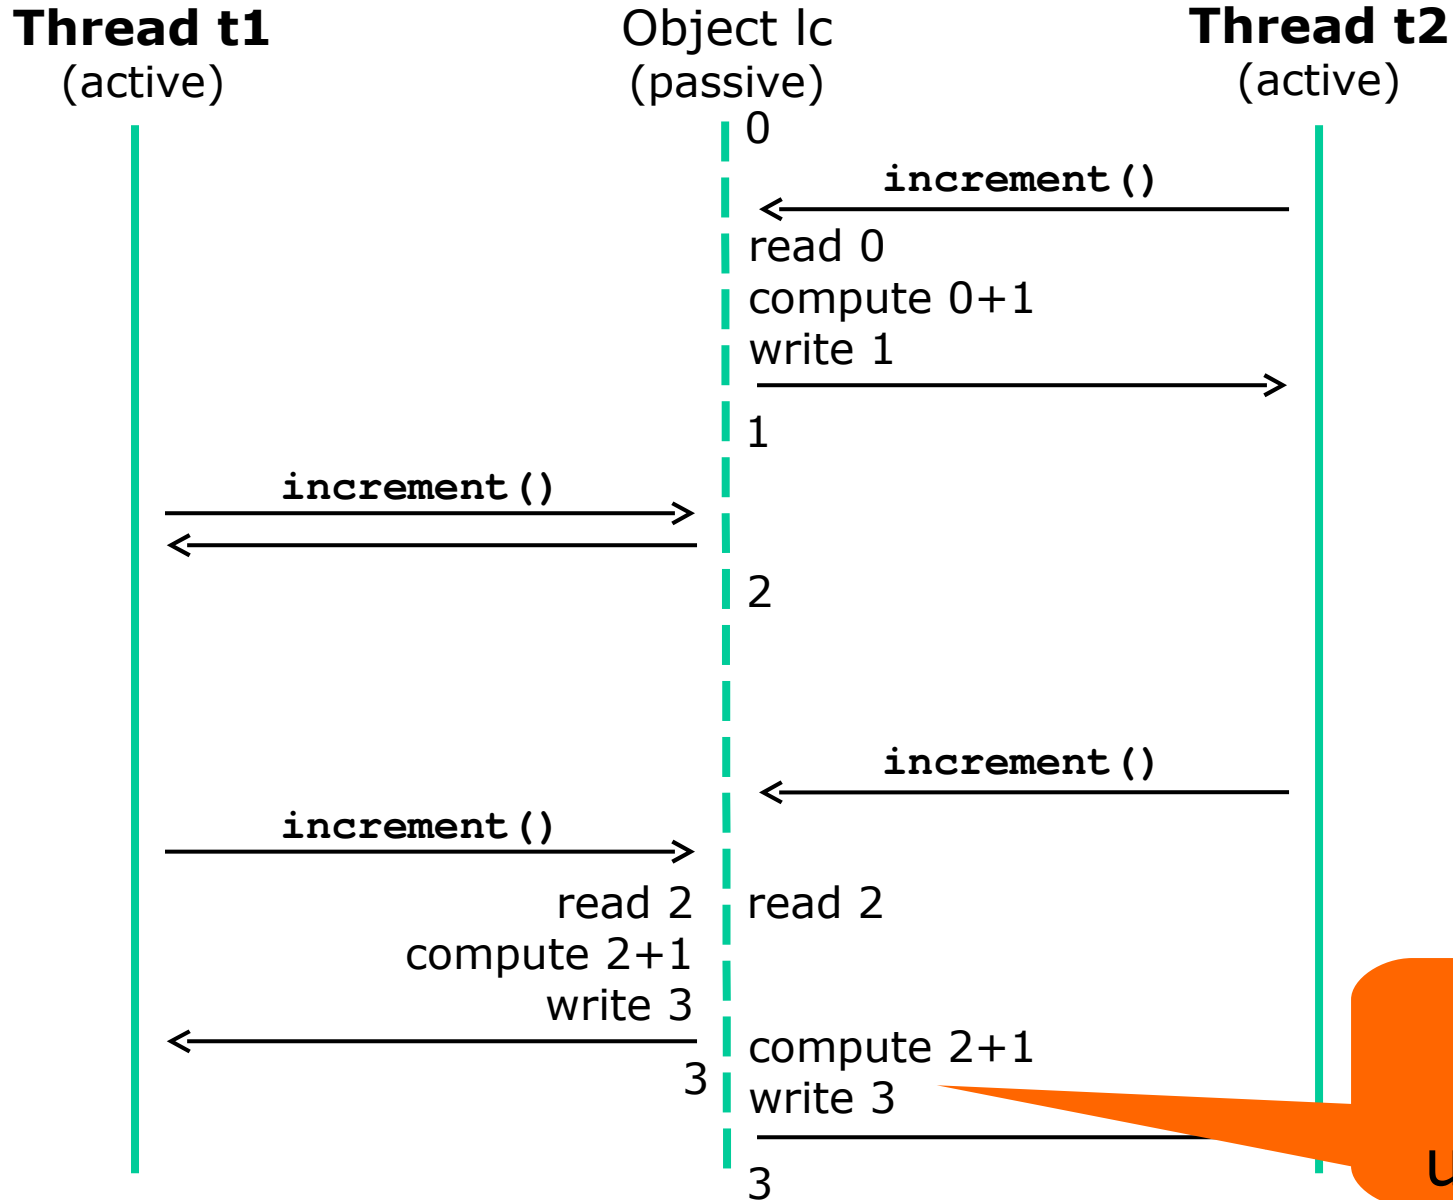 Thread t1
(active)
Object lc
(passive)
Thread t2
(active)
0
increment()
read 0
compute 0+1
write 1
1
increment()
2
increment()
increment()
read 2
compute 2+1
write 3
read 2
3
compute 2+1
write 3
3